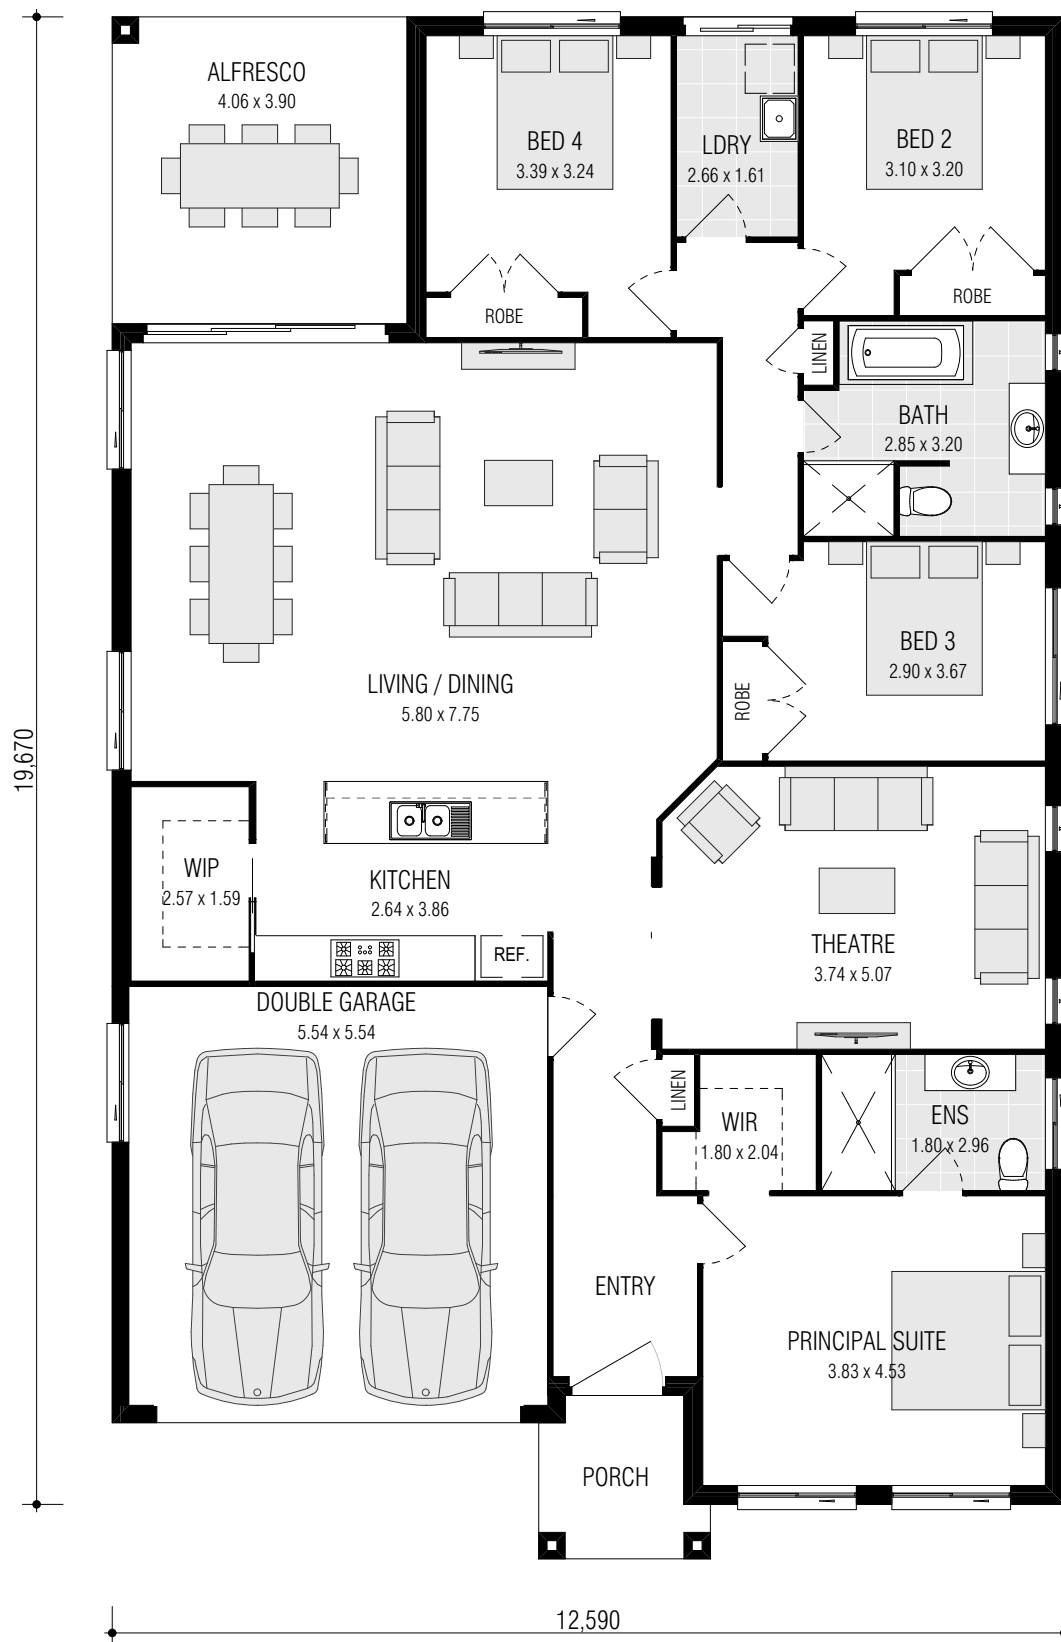 ALFRESCO
4.06 x 3.90
BED 4
3.39 x 3.24
LDRY
2.66 x 1.61
BED 2
3.10 x 3.20
ROBE
ROBE
LINEN
BATH
2.85 x 3.20
LIVING / DINING
5.80 x 7.75
BED 3
2.90 x 3.67
ROBE
19,670
WIP
2.57 x 1.59
KITCHEN
2.64 x 3.86
REF.
THEATRE
3.74 x 5.07
DOUBLE GARAGE
5.54 x 5.54
LINEN
WIR
1.80 x 2.04
ENS
1.80 x 2.96
ENTRY
PRINCIPAL SUITE
3.83 x 4.53
PORCH
12,590